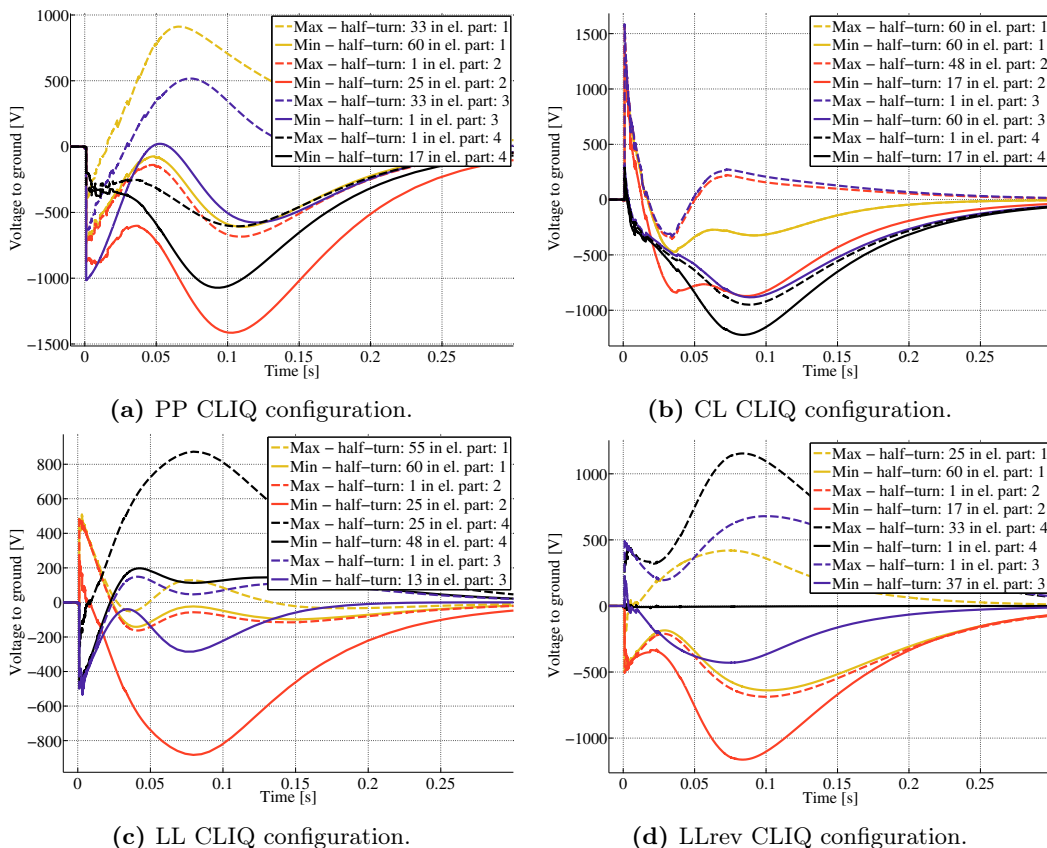 1000
500
0
−500
−1000
−1500
Voltage to ground [V]
Max − half−turn: 33 in el. part: 1
Min − half−turn: 60 in el. part: 1
Max − half−turn: 1 in el. part: 2
Min − half−turn: 25 in el. part: 2
Max − half−turn: 33 in el. part: 3
Min − half−turn: 1 in el. part: 3
Max − half−turn: 1 in el. part: 4
Min − half−turn: 17 in el. part: 4
0 0.05 0.1 0.15 0.2 0.25
Time [s]
(a) PP CLIQ configuration.
1500
1000
500
0
−500
−1000
Voltage to ground [V]
Max − half−turn: 60 in el. part: 1
Min − half−turn: 60 in el. part: 1
Max − half−turn: 48 in el. part: 2
Min − half−turn: 17 in el. part: 2
Max − half−turn: 1 in el. part: 3
Min − half−turn: 60 in el. part: 3
Max − half−turn: 1 in el. part: 4
Min − half−turn: 17 in el. part: 4
0 0.05 0.1 0.15 0.2 0.25
Time [s]
(b) CL CLIQ configuration.
800
600
400
200
0
−200
−400
−600
−800
Voltage to ground [V]
Max − half−turn: 55 in el. part: 1
Min − half−turn: 60 in el. part: 1
Max − half−turn: 1 in el. part: 2
Min − half−turn: 25 in el. part: 2
Max − half−turn: 25 in el. part: 4
Min − half−turn: 48 in el. part: 4
Max − half−turn: 1 in el. part: 3
Min − half−turn: 13 in el. part: 3
0 0.05 0.1 0.15 0.2 0.25
Time [s]
(c) LL CLIQ configuration.
1000
500
0
−500
−1000
Voltage to ground [V]
Max − half−turn: 25 in el. part: 1
Min − half−turn: 60 in el. part: 1
Max − half−turn: 1 in el. part: 2
Min − half−turn: 17 in el. part: 2
Max − half−turn: 33 in el. part: 4
Min − half−turn: 1 in el. part: 4
Max − half−turn: 1 in el. part: 3
Min − half−turn: 37 in el. part: 3
0 0.05 0.1 0.15 0.2 0.25
Time [s]
(d) LLrev CLIQ configuration.